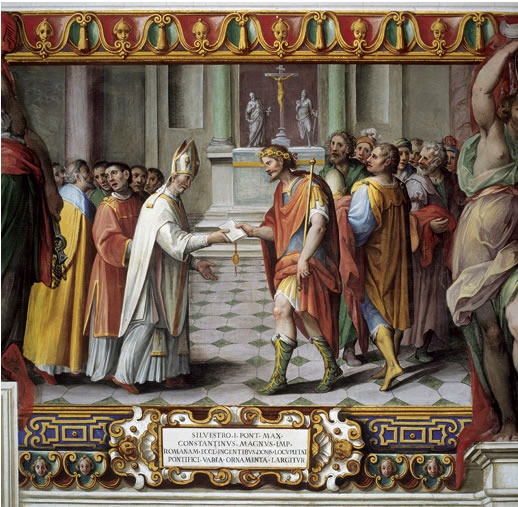 SILVESTRO·I·PONT·MAX·
CONSTANTINVS·MAGNVS·IMP·
ROMANAM·ECCL·INGENTIBVS·DONIS·LOCVPLETAT
PONTIFICI·VARIA·ORNAMENTA·LARGITVR